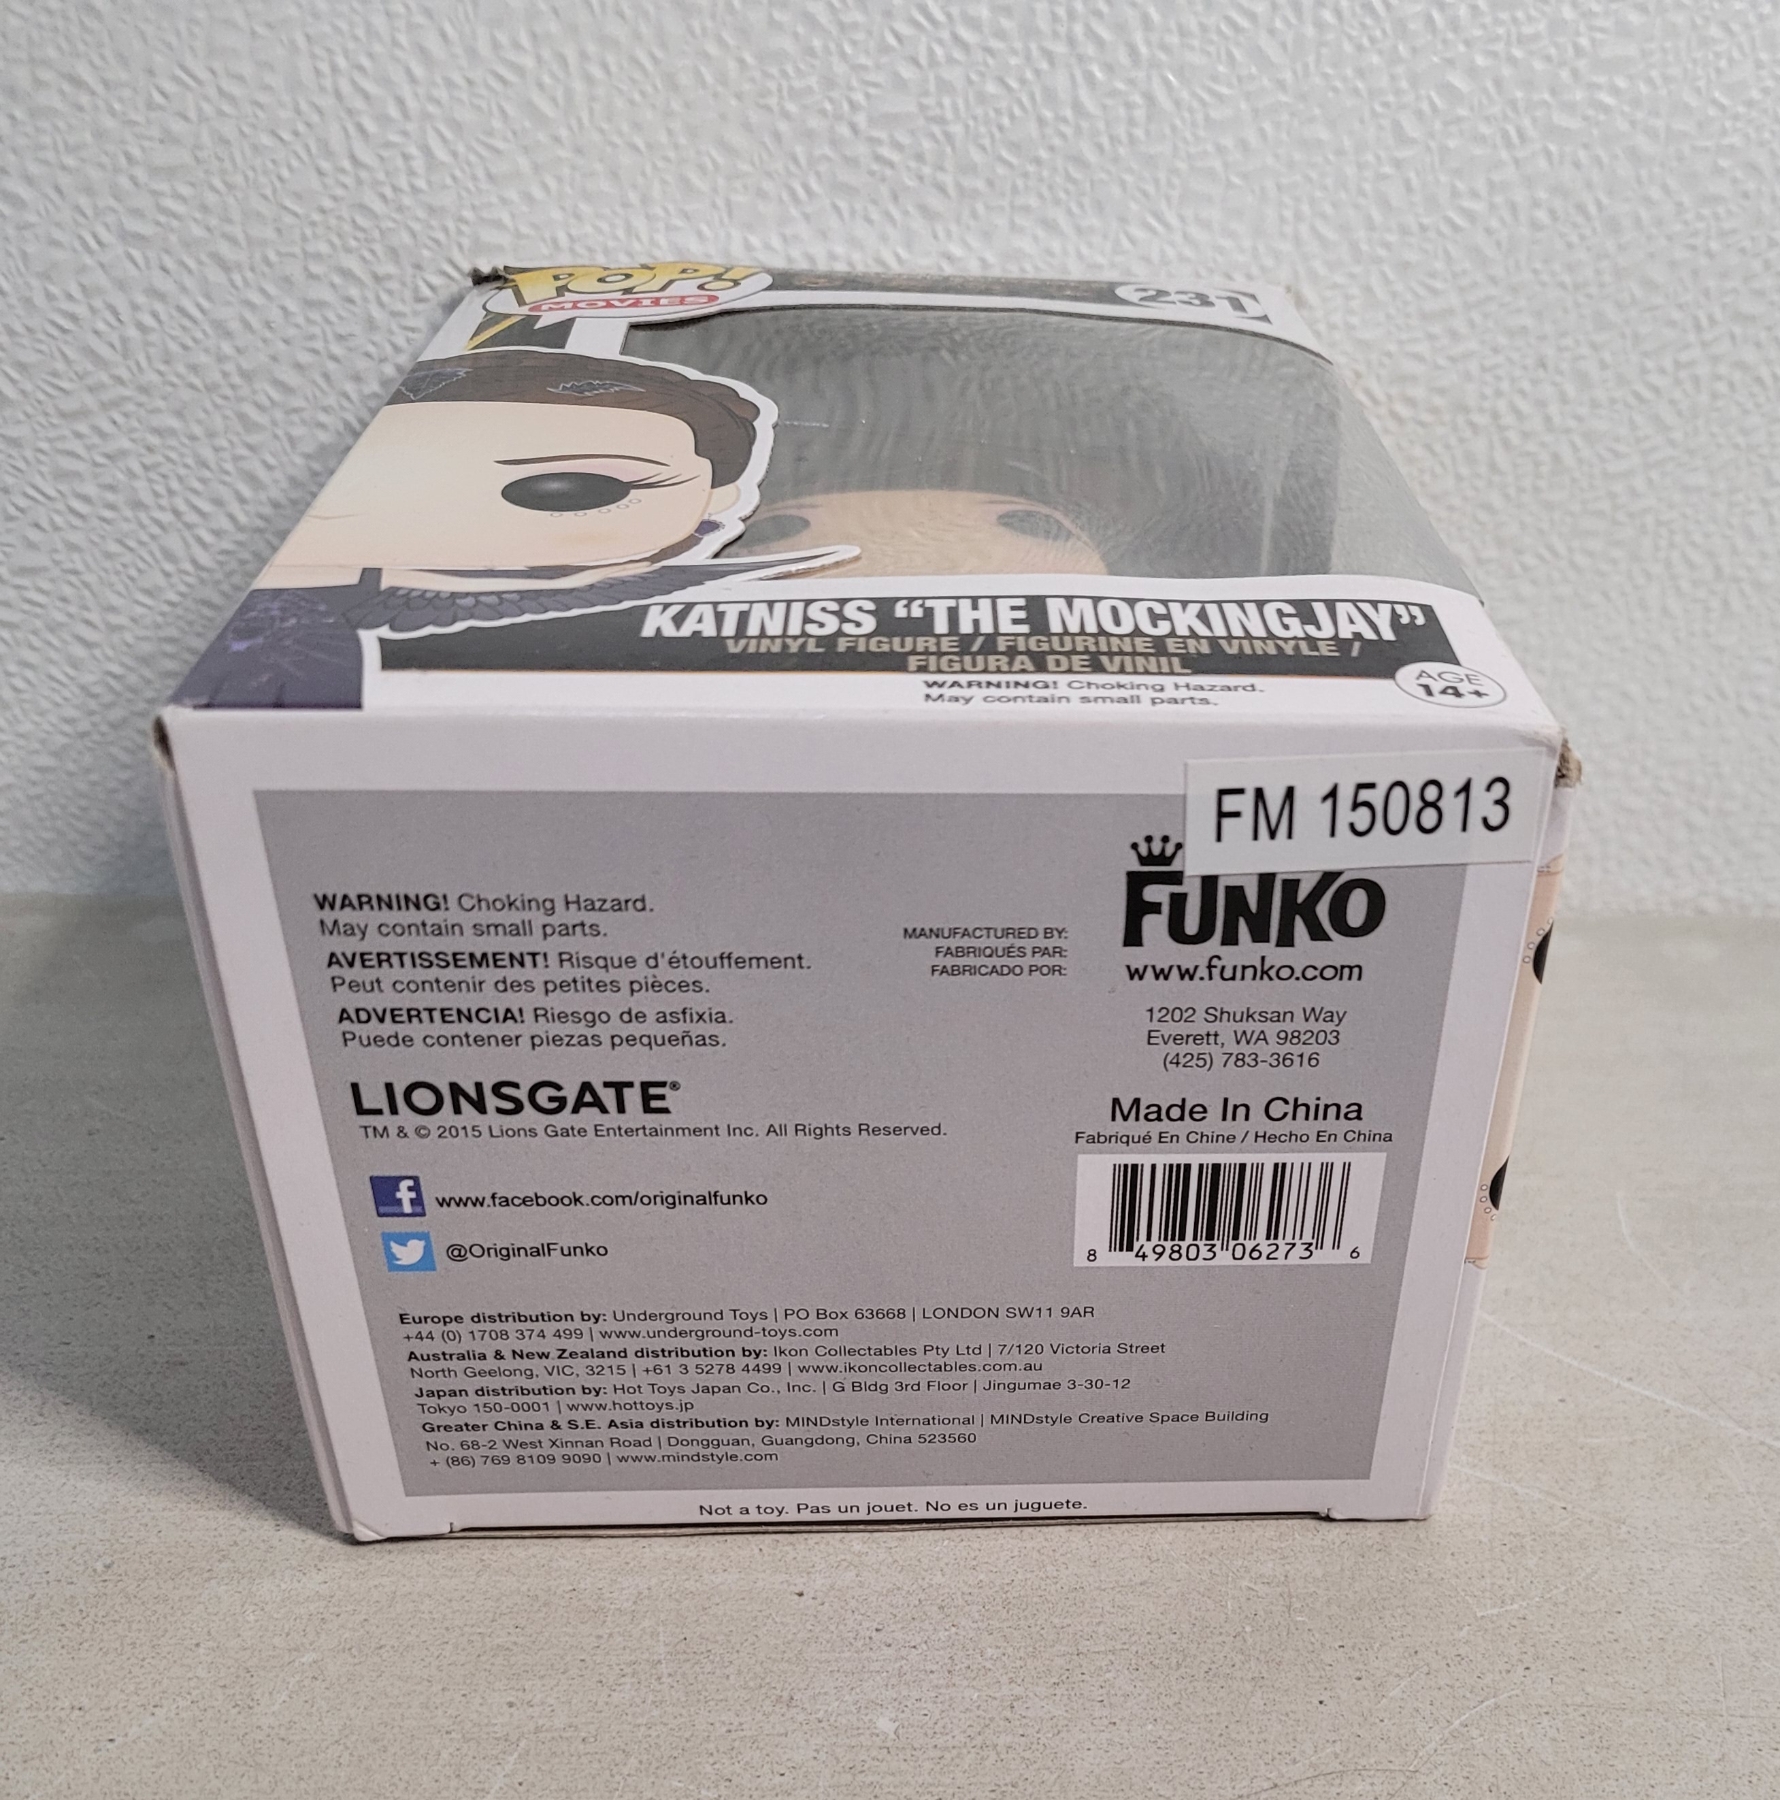 POP!
MOVIES
231
KATNISS “THE MOCKINGJAY”
VINYL FIGURE / FIGURINE EN VINYLE /
FIGURA DE VINIL
WARNING! Choking Hazard.
May contain small parts.
AGE
14+
FM 150813
WARNING! Choking Hazard.
May contain small parts.
AVERTISSEMENT! Risque d'étouffement.
Peut contenir des petites pièces.
ADVERTENCIA! Riesgo de asfixia.
Puede contener piezas pequeñas.
MANUFACTURED BY:
FABRIQUÉS PAR:
FABRICADO POR:
FUNKO
www.funko.com
1202 Shuksan Way
Everett, WA 98203
(425) 783-3616
LIONSGATE®
TM & © 2015 Lions Gate Entertainment Inc. All Rights Reserved.
Made In China
Fabriqué En Chine / Hecho En China
f www.facebook.com/originalfunko
@OriginalFunko
8 49803 06273 6
Europe distribution by: Underground Toys | PO Box 63668 | LONDON SW11 9AR
+44 (0) 1708 374 499 | www.underground-toys.com
Australia & New Zealand distribution by: Ikon Collectables Pty Ltd | 7/120 Victoria Street
North Geelong, VIC, 3215 | +61 3 5278 4499 | www.ikoncollectables.com.au
Japan distribution by: Hot Toys Japan Co., Inc. | G Bldg 3rd Floor | Jingumae 3-30-12
Tokyo 150-0001 | www.hottoys.jp
Greater China & S.E. Asia distribution by: MINDstyle International | MINDstyle Creative Space Building
No. 68-2 West Xinnan Road | Dongguan, Guangdong, China 523560
+ (86) 769 8109 9090 | www.mindstyle.com
Not a toy. Pas un jouet. No es un juguete.